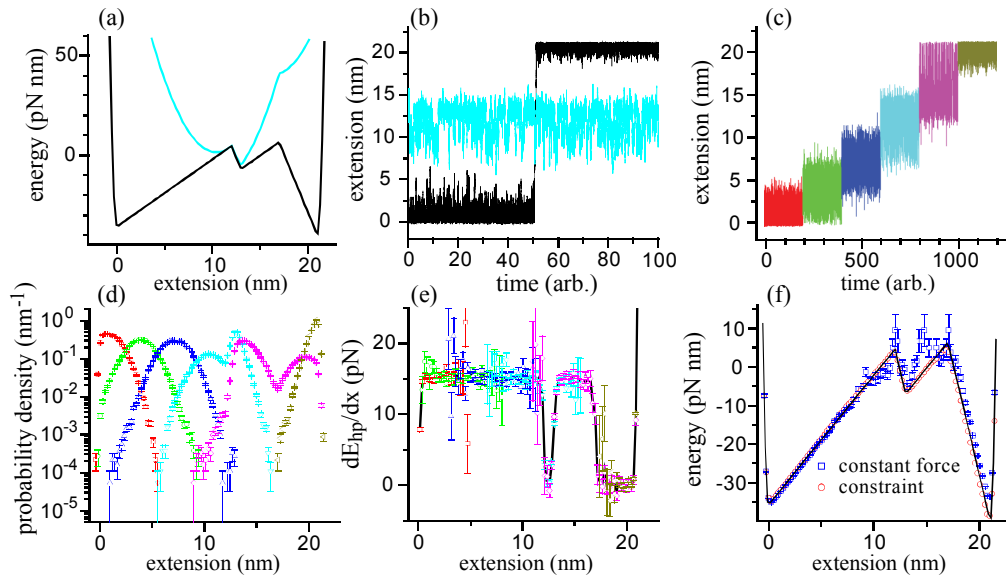 (a)
energy (pN nm)
50
0
0
10
20
extension (nm)
(b)
extension (nm)
20
15
10
5
0
0
20
40
60
80
100
time (arb.)
(c)
extension (nm)
20
15
10
5
0
0
500
1000
time (arb.)
(d)
probability density (nm⁻¹)
10⁰
10⁻¹
10⁻²
10⁻³
10⁻⁴
10⁻⁵
0
10
20
extension (nm)
(e)
dEhp/dx (pN)
20
10
0
0
10
20
extension (nm)
(f)
energy (pN nm)
10
0
-10
-20
-30
constant force
constraint
0
10
20
extension (nm)